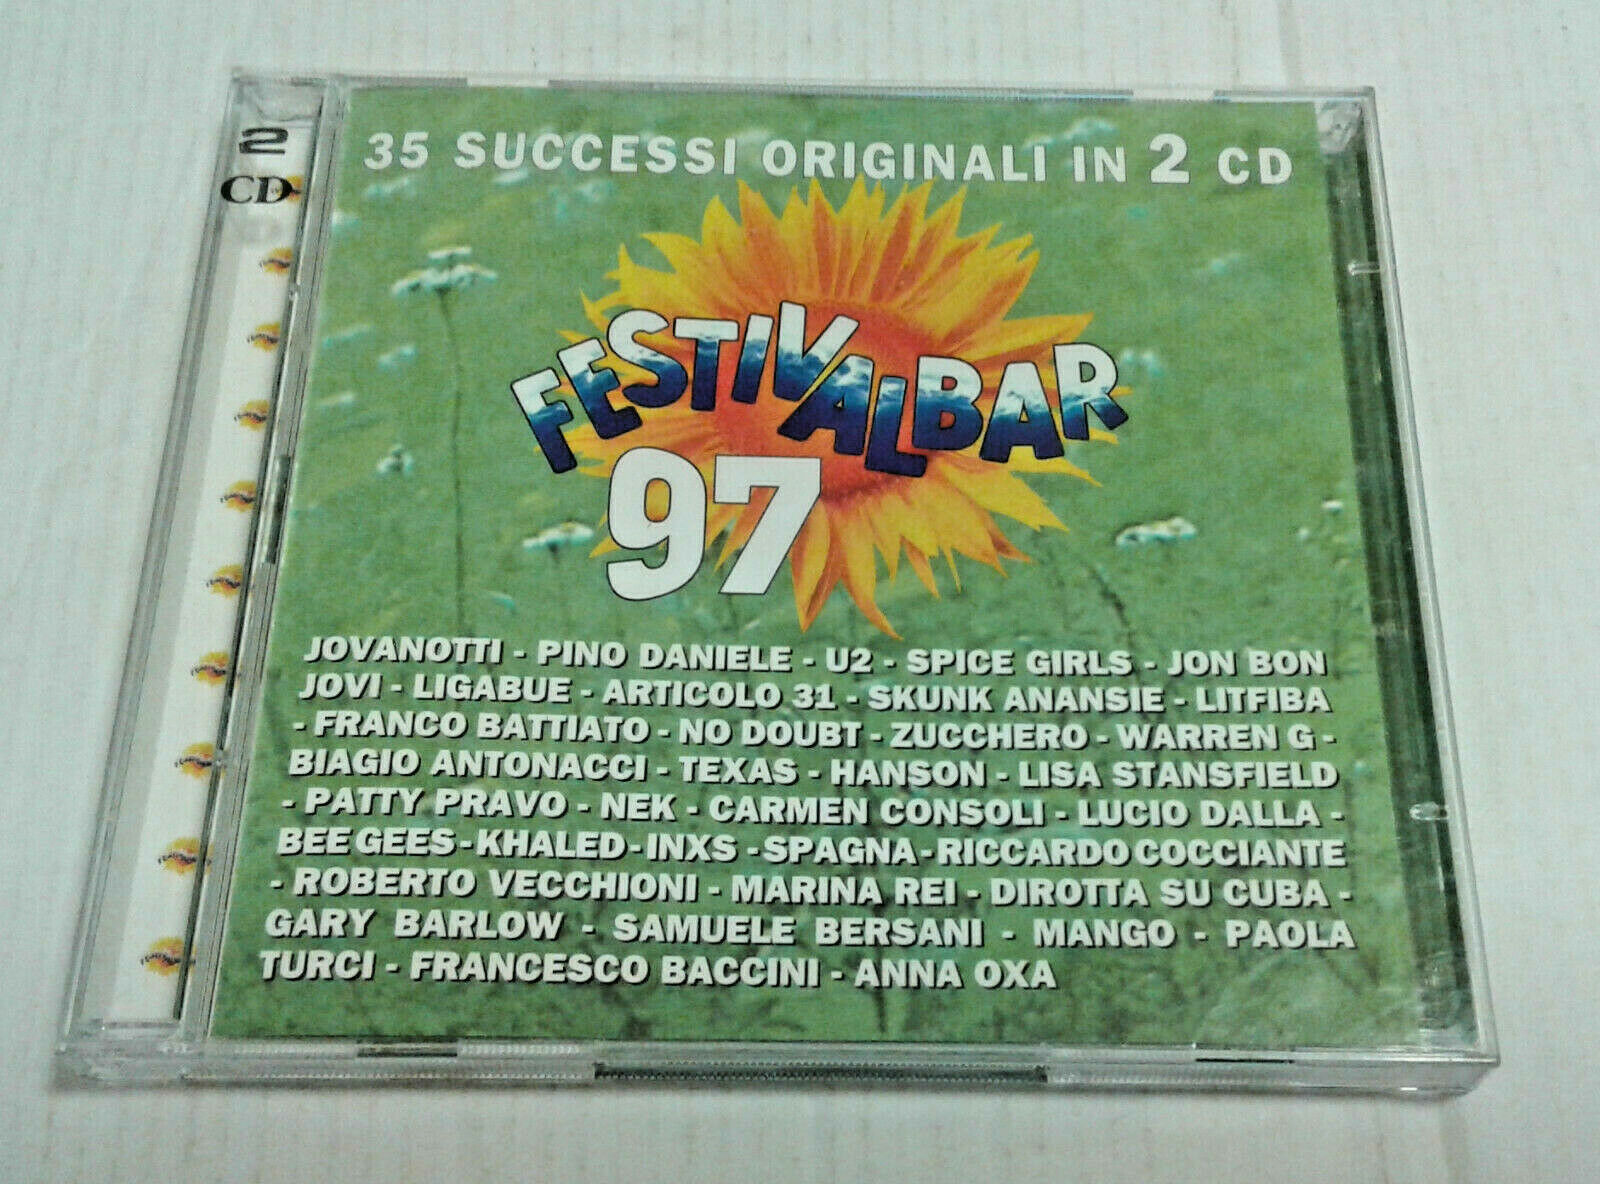 2
CD
35 SUCCESSI ORIGINALI IN 2 CD
FESTIVALBAR
97
JOVANOTTI - PINO DANIELE - U2 - SPICE GIRLS - JON BON
JOVI - LIGABUE - ARTICOLO 31 - SKUNK ANANSIE - LITFIBA
- FRANCO BATTIATO - NO DOUBT - ZUCCHERO - WARREN G -
BIAGIO ANTONACCI - TEXAS - HANSON - LISA STANSFIELD
- PATTY PRAVO - NEK - CARMEN CONSOLI - LUCIO DALLA -
BEE GEES - KHALED - INXS - SPAGNA - RICCARDO COCCIANTE
- ROBERTO VECCHIONI - MARINA REI - DIROTTA SU CUBA -
GARY BARLOW - SAMUELE BERSANI - MANGO - PAOLA
TURCI - FRANCESCO BACCINI - ANNA OXA